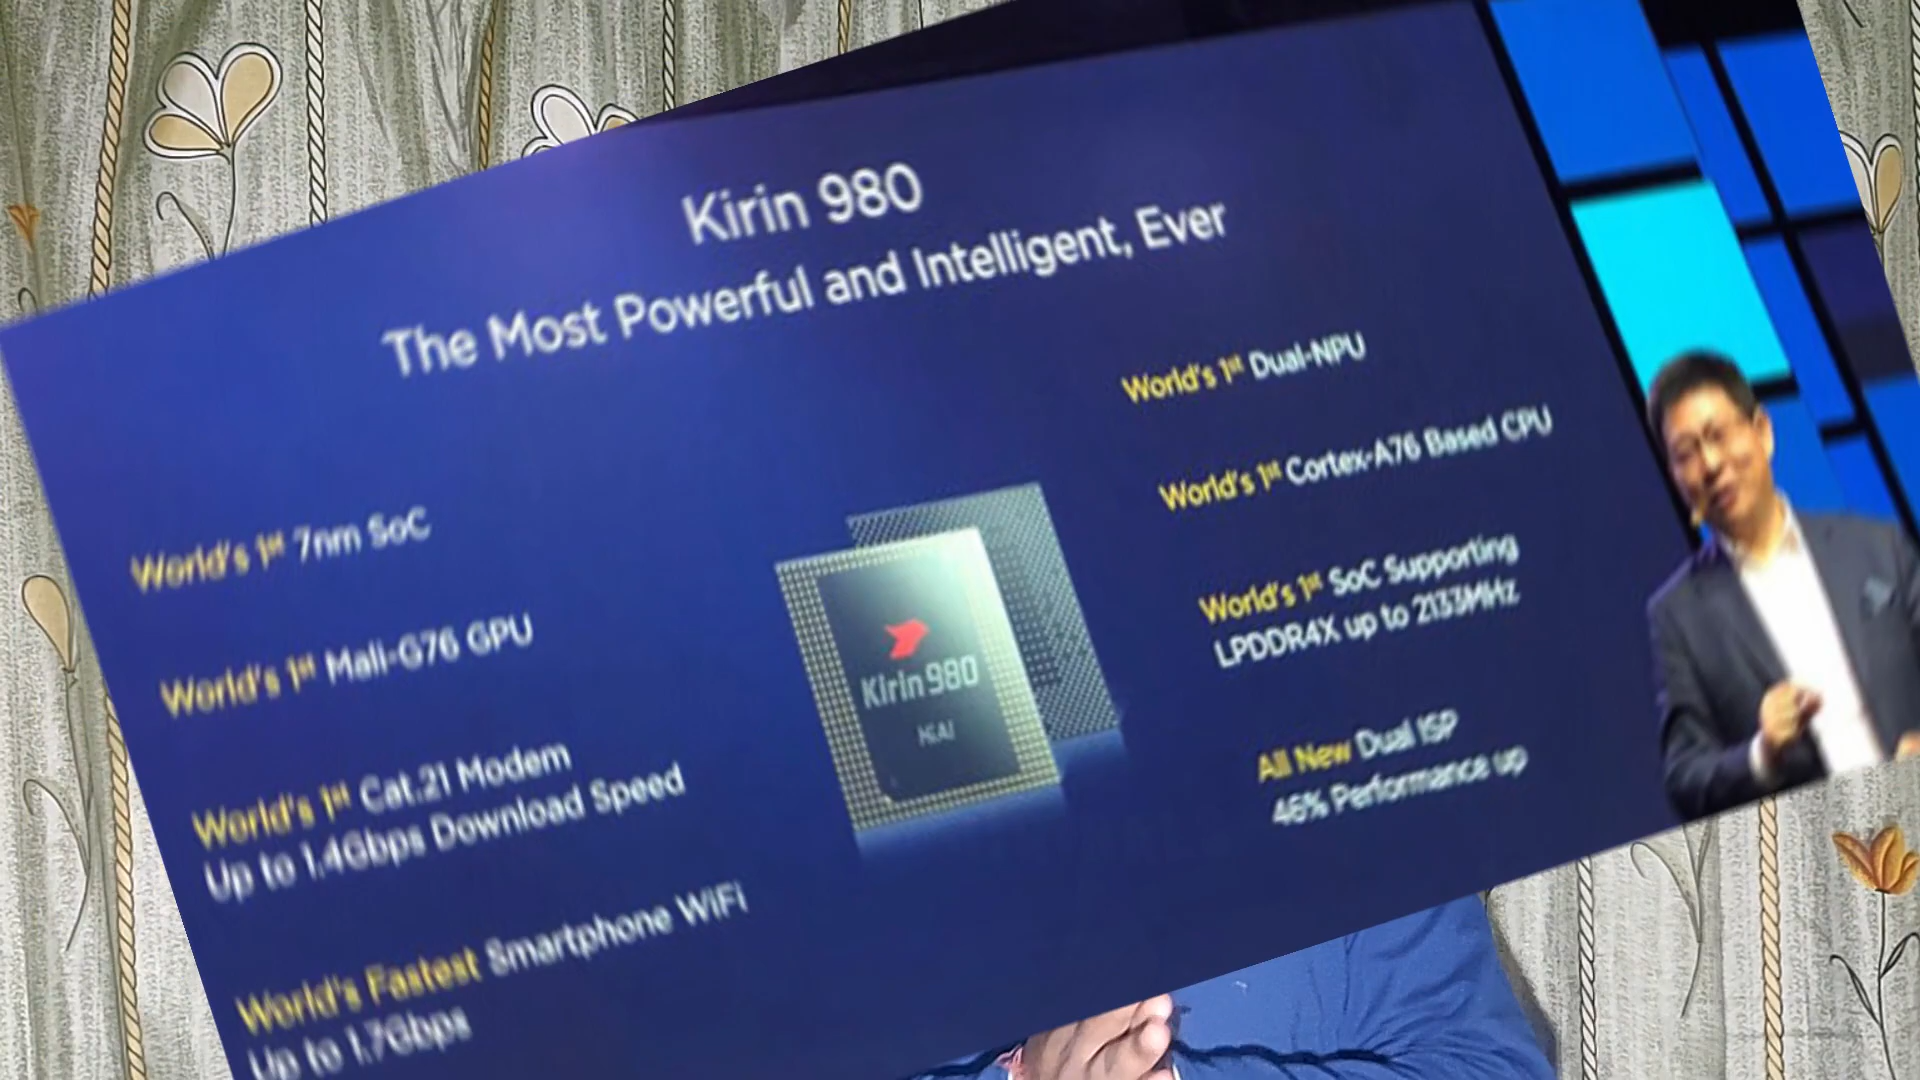 Kirin 980
The Most Powerful and Intelligent, Ever
World's 1st 7nm SoC
World's 1st Mali-G76 GPU
World's 1st Cat.21 Modem
Up to 1.4Gbps Download Speed
World's Fastest Smartphone WiFi
Up to 1.7Gbps
Kirin 980
HiAI
World's 1st Dual-NPU
World's 1st Cortex-A76 Based CPU
World's 1st SoC Supporting
LPDDR4X up to 2133MHz
All New Dual ISP
46% Performance up